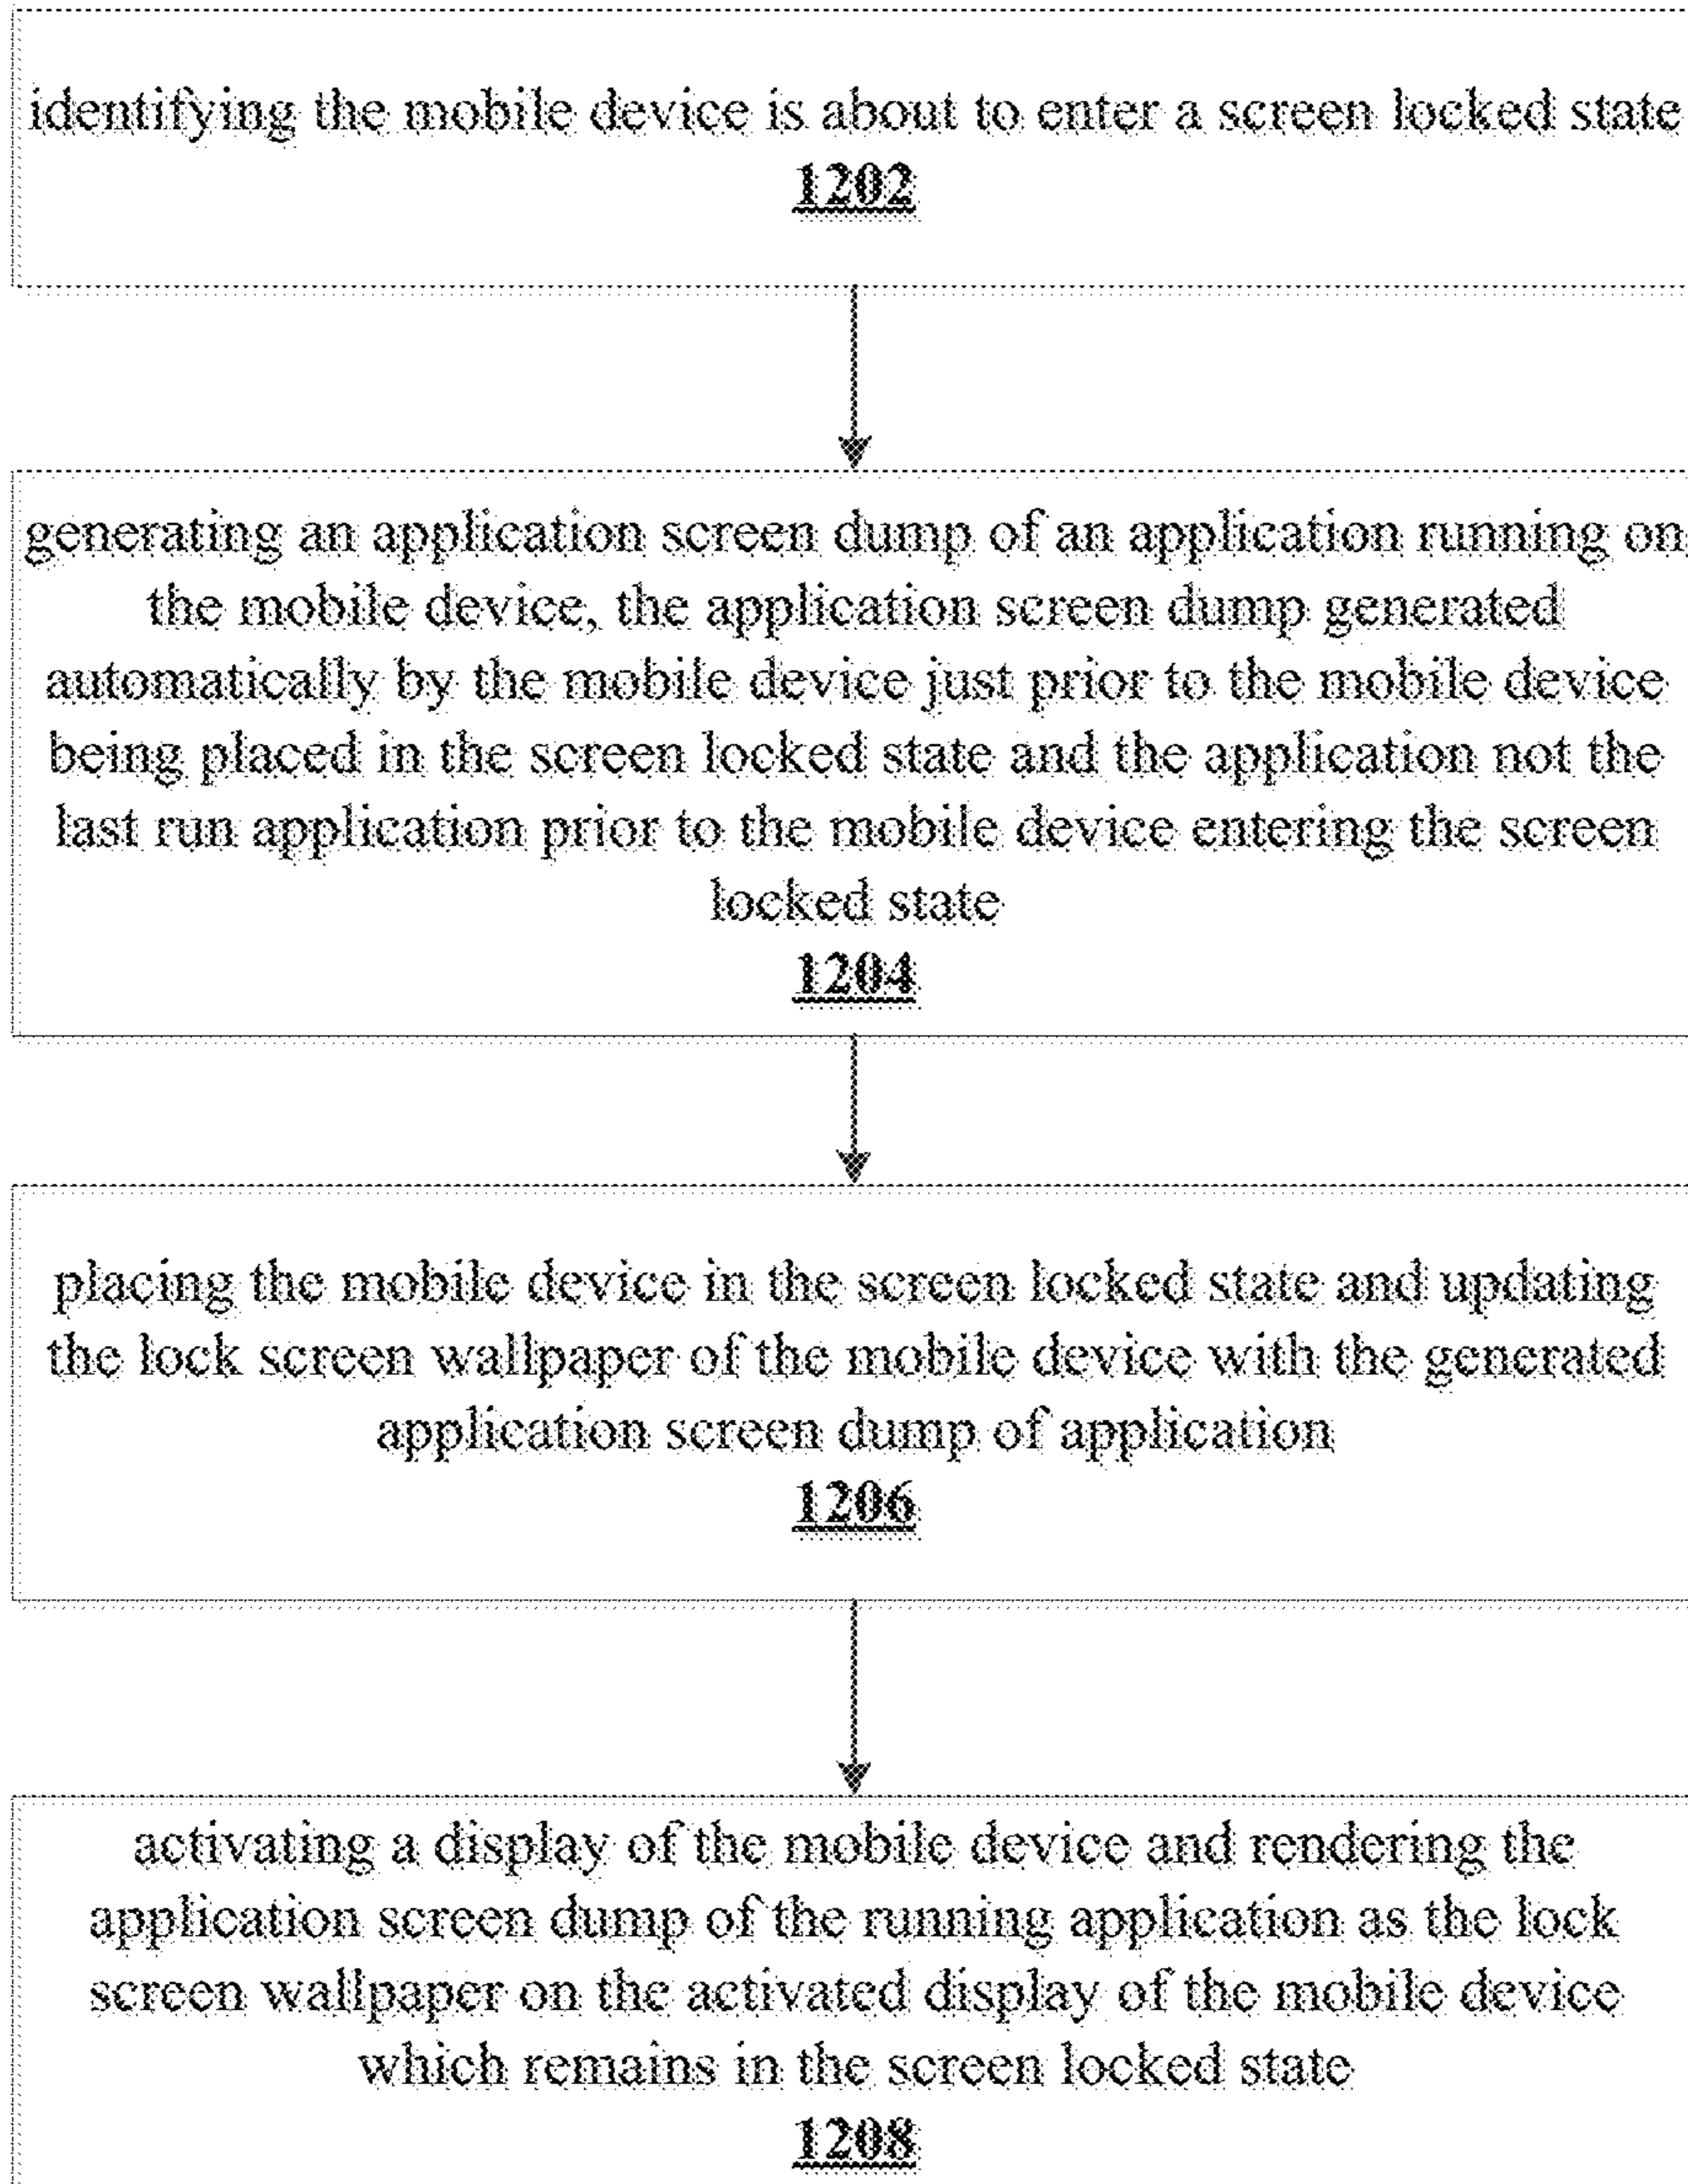 identifying the mobile device is about to enter a screen locked state
1202
generating an application screen dump of an application running on
the mobile device, the application screen dump generated
automatically by the mobile device just prior to the mobile device
being placed in the screen locked state and the application not the
last run application prior to the mobile device entering the screen
locked state
1204
placing the mobile device in the screen locked state and updating
the lock screen wallpaper of the mobile device with the generated
application screen dump of application
1206
activating a display of the mobile device and rendering the
application screen dump of the running application as the lock
screen wallpaper on the activated display of the mobile device
which remains in the screen locked state
1208